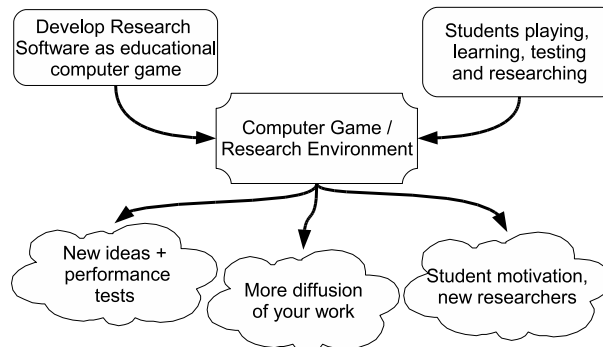 Develop Research
Software as educational
computer game
Students playing,
learning, testing
and researching
Computer Game /
Research Environment
New ideas +
performance
tests
More diffusion
of your work
Student motivation,
new researchers